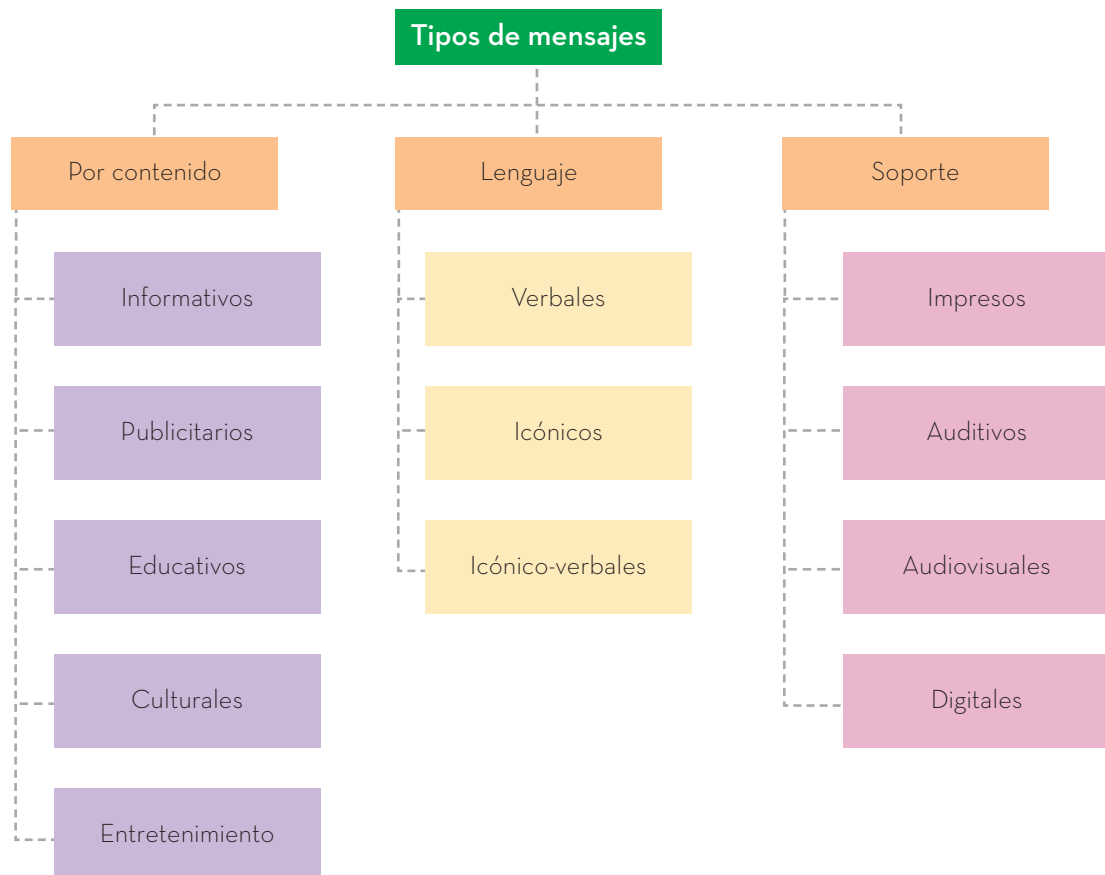 Tipos de mensajes
Por contenido
Lenguaje
Soporte
Informativos
Verbales
Impresos
Publicitarios
Icónicos
Auditivos
Educativos
Icónico-verbales
Audiovisuales
Culturales
Digitales
Entretenimiento